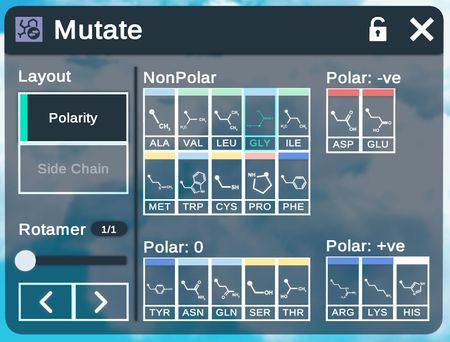 Mutate
Layout
Polarity
Side Chain
Rotamer 1/1
NonPolar
ALA VAL LEU GLY ILE
MET TRP CYS PRO PHE
Polar: -ve
ASP GLU
Polar: 0
TYR ASN GLN SER THR
Polar: +ve
ARG LYS HIS